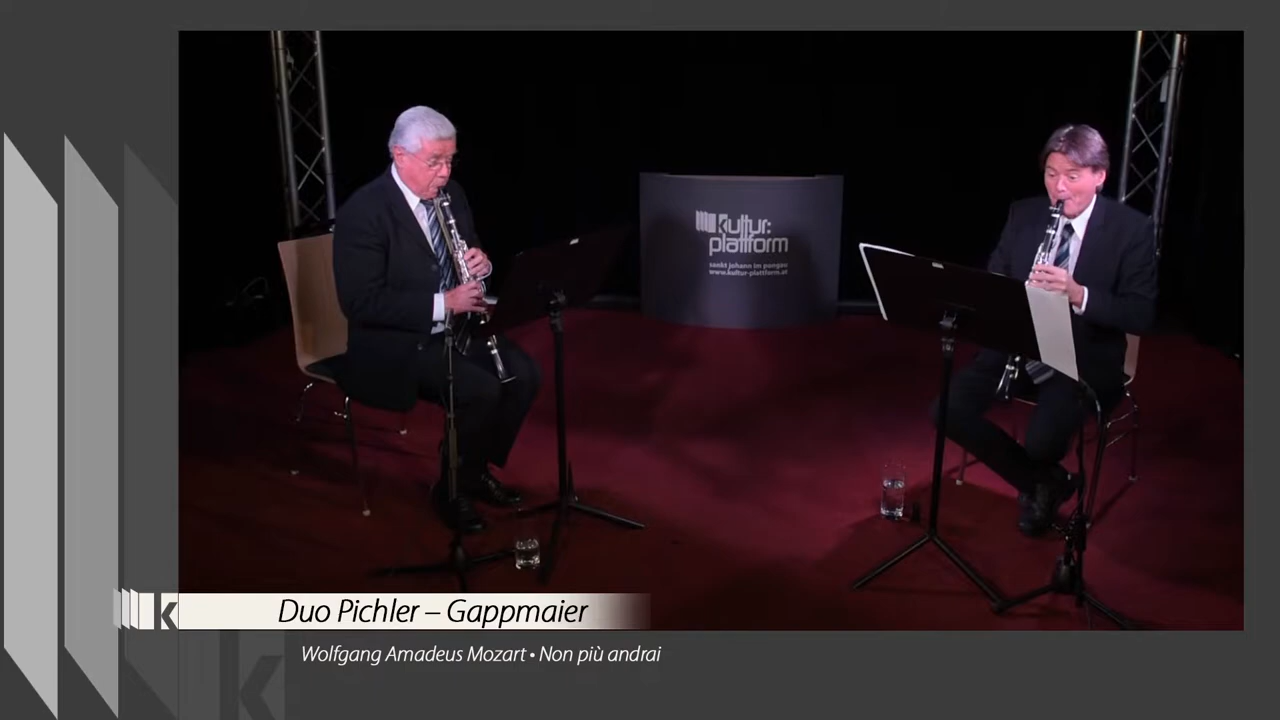 kultur:
plattform
sankt johann im pongau
www.kultur-plattform.at
k
Duo Pichler – Gappmaier
Wolfgang Amadeus Mozart • Non più andrai
k